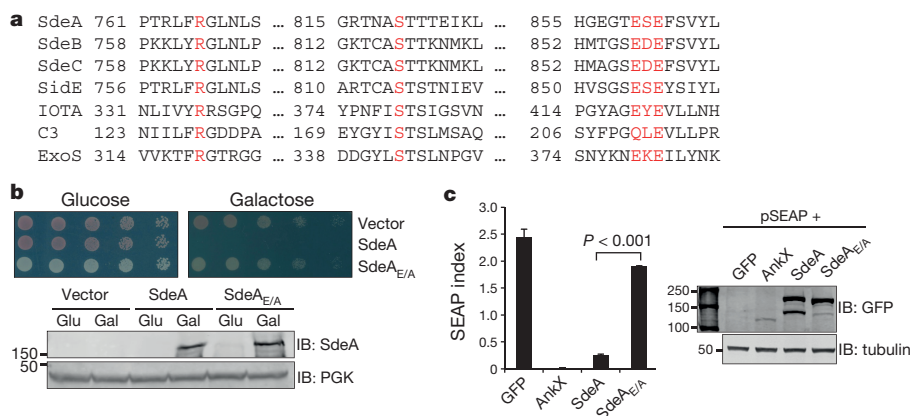 a
SdeA 761 PTRLFRGLNLS ... 815 GRTNASTTTEIKL ... 855 HGEGTESEFSVYL
SdeB 758 PKKLYRGLNLP ... 812 GKTCASTTKNMKL ... 852 HMTGSEDEFSVYL
SdeC 758 PKKLYRGLNLP ... 812 GKTCASTTKNMKL ... 852 HMAGSEDEFSVYL
SidE 756 PTRLFRGLNLP ... 810 ARTCASTSTNIEV ... 850 HVSGSESEYSIYL
IOTA 331 NLIVYRRSGPQ ... 374 YPNFISTSIGSVN ... 414 PGYAGEYEVLLNH
C3 123 NIILFRGDDPA ... 169 EYGYISTSLMSAQ ... 206 SYFPGQLEVLLPR
ExoS 314 VVKTFRGTRGG ... 338 DDGYLSTSLNPGV ... 374 SNYKNEKEILYNK
b
Glucose Galactose
Vector
SdeA
SdeAE/A
Vector SdeA SdeAE/A
Glu Gal Glu Gal Glu Gal
150
IB: SdeA
50
IB: PGK
c
SEAP index
3.0
2.5
2.0
1.5
1.0
0.5
0
P < 0.001
GFP AnkX SdeA SdeAE/A
pSEAP +
GFP AnkX SdeA SdeAE/A
250
150
100
IB: GFP
50
IB: tubulin